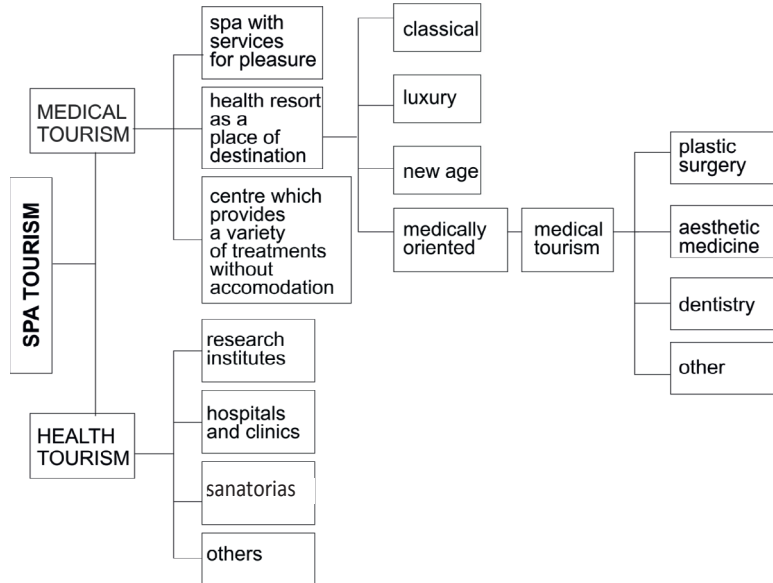 SPA TOURISM
MEDICAL
TOURISM
spa with
services
for pleasure
health resort
as a
place of
destination
centre which
provides
a variety
of treatments
without
accomodation
classical
luxury
new age
medically
oriented
medical
tourism
plastic
surgery
aesthetic
medicine
dentistry
other
HEALTH
TOURISM
research
institutes
hospitals
and clinics
sanatorias
others